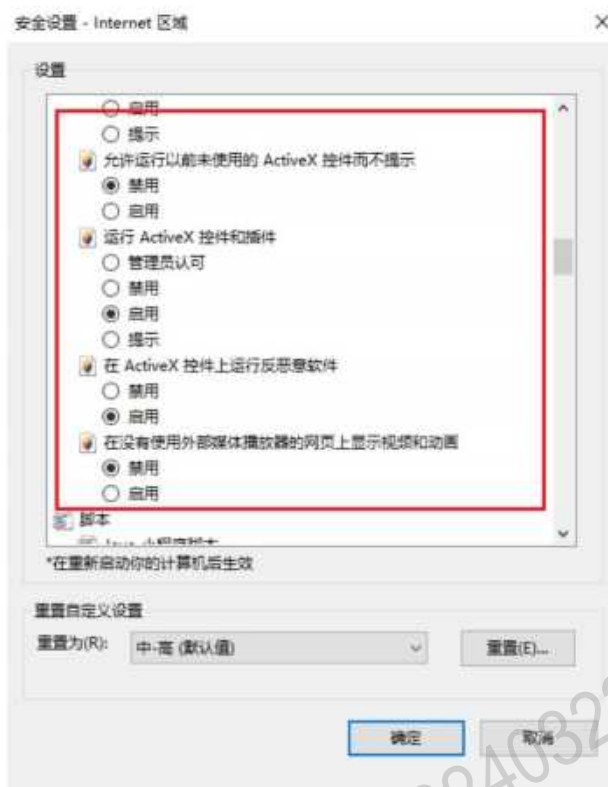 安全设置 - Internet 区域
设置
启用
提示
允许运行以前未使用的 ActiveX 控件而不提示
禁用
启用
运行 ActiveX 控件和插件
管理员认可
禁用
启用
提示
在 ActiveX 控件上运行反恶意软件
禁用
启用
在没有使用外部媒体播放器的网页上显示视频和动画
禁用
启用
脚本
Java 小程序脚本
*在重新启动你的计算机后生效
重置自定义设置
重置为(R): 中-高 (默认值) 重置(E)...
确定 取消